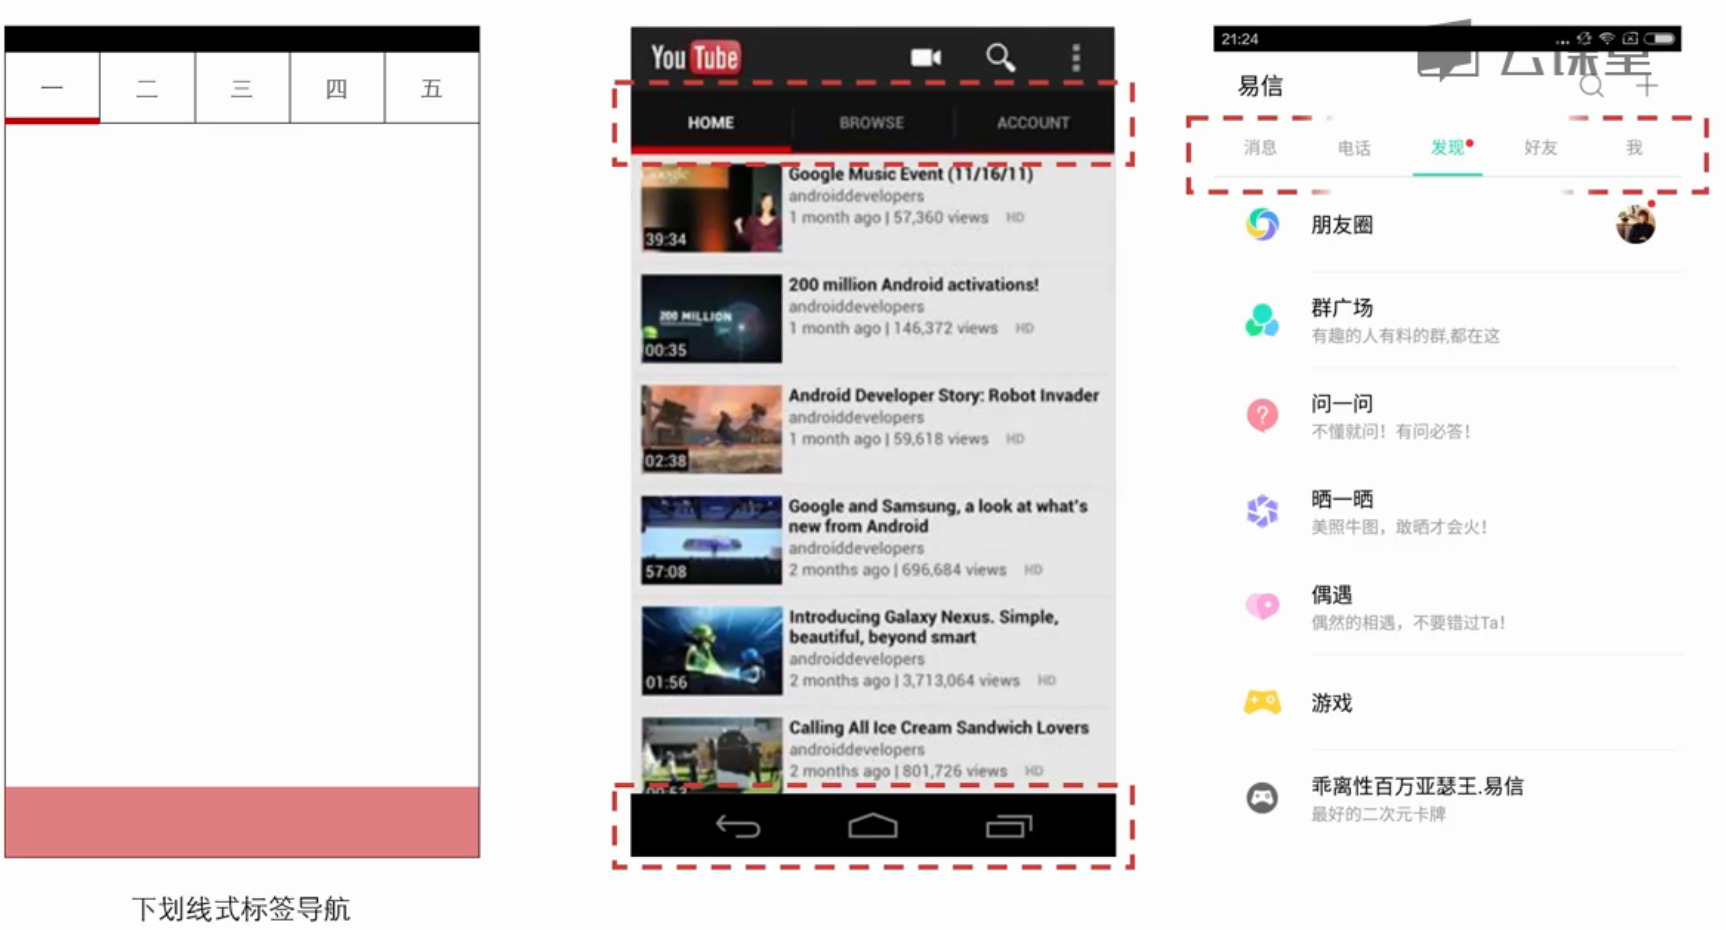 一 二 三 四 五
下划线式标签导航
You Tube
HOME BROWSE ACCOUNT
Google
Google Music Event (11/16/11)
androiddevelopers
1 month ago | 57,360 views HD
39:34
200 million Android activations!
androiddevelopers
1 month ago | 146,372 views HD
200 MILLION
00:35
Android Developer Story: Robot Invader
androiddevelopers
1 month ago | 59,618 views HD
02:38
Google and Samsung, a look at what's
new from Android
androiddevelopers
2 months ago | 696,684 views HD
57:08
Introducing Galaxy Nexus. Simple,
beautiful, beyond smart
androiddevelopers
2 months ago | 3,713,064 views HD
01:56
Calling All Ice Cream Sandwich Lovers
androiddevelopers
2 months ago | 801,726 views HD
00:53
21:24
云课堂
易信
消息 电话 发现 好友 我
朋友圈
群广场
有趣的人有料的群,都在这
问一问
不懂就问！有问必答！
晒一晒
美照牛图，敢晒才会火！
偶遇
偶然的相遇，不要错过Ta！
游戏
乖离性百万亚瑟王.易信
最好的二次元卡牌